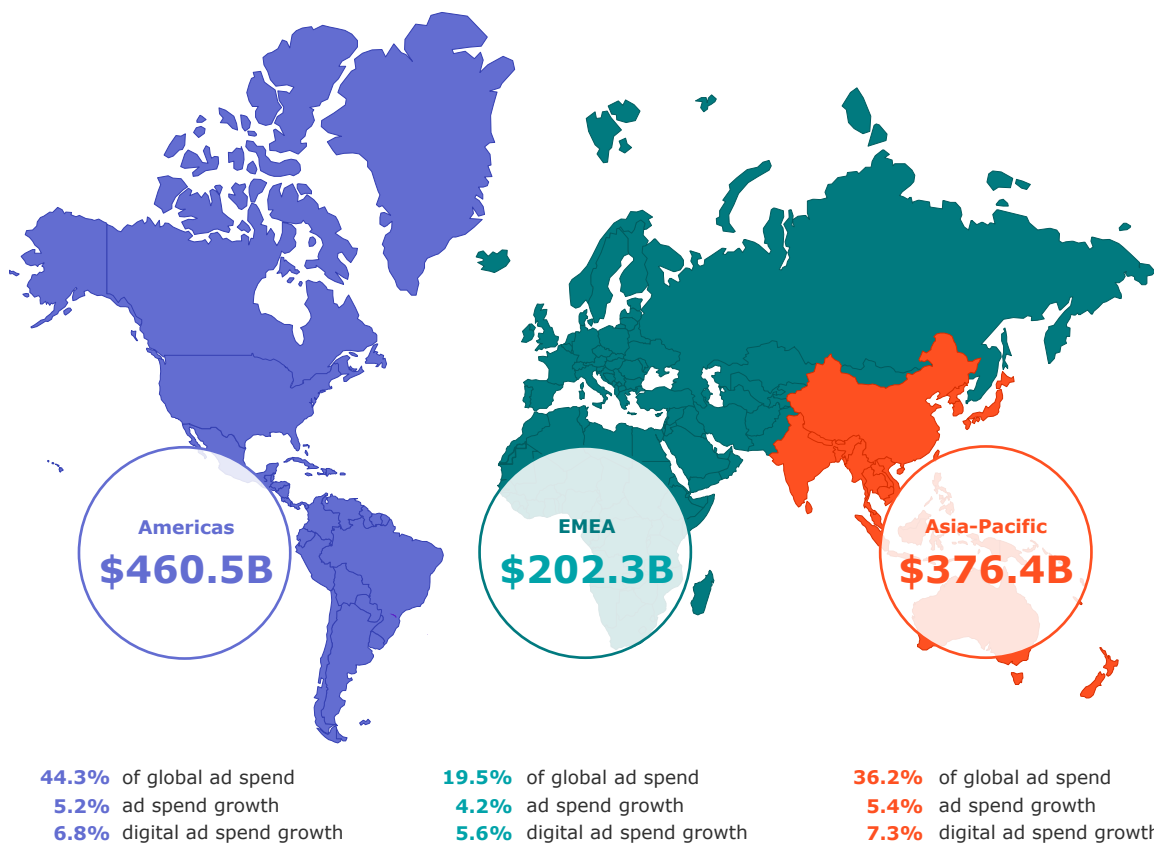 Americas
$460.5B
EMEA
$202.3B
Asia-Pacific
$376.4B
44.3% of global ad spend
5.2% ad spend growth
6.8% digital ad spend growth
19.5% of global ad spend
4.2% ad spend growth
5.6% digital ad spend growth
36.2% of global ad spend
5.4% ad spend growth
7.3% digital ad spend growth